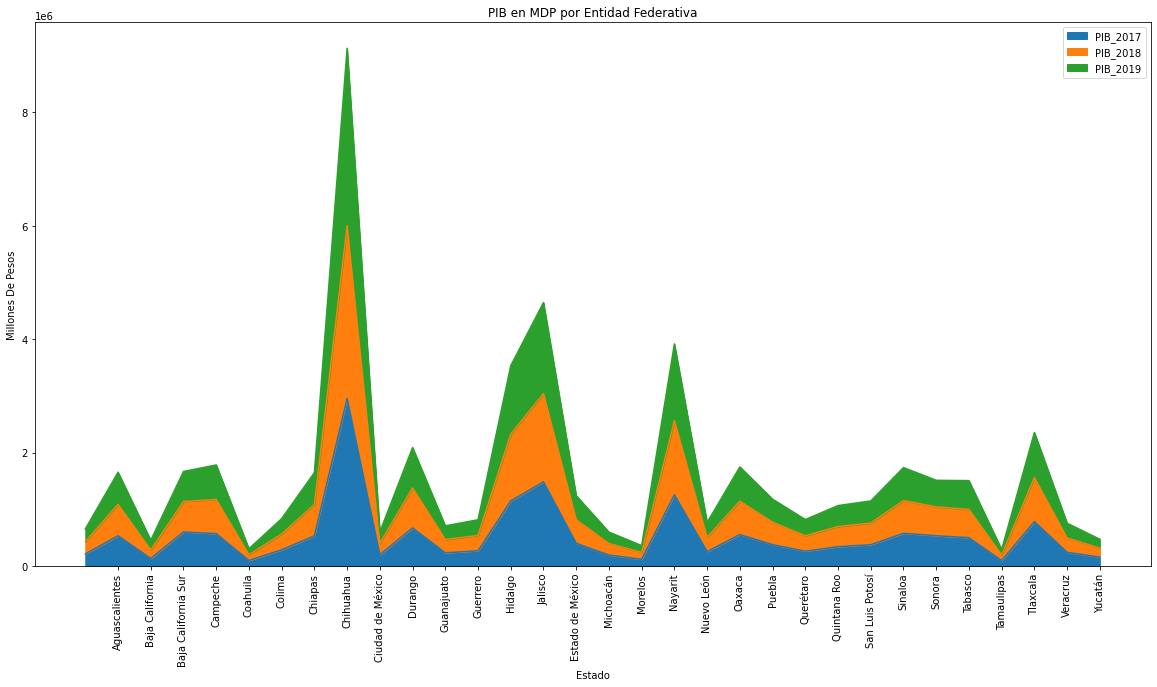 PIB en MDP por Entidad Federativa
1e6
PIB_2017
PIB_2018
PIB_2019
8
6
4
2
0
Millones De Pesos
Aguascalientes
Baja California
Baja California Sur
Campeche
Coahuila
Colima
Chiapas
Chihuahua
Ciudad de México
Durango
Guanajuato
Guerrero
Hidalgo
Jalisco
Estado de México
Michoacán
Morelos
Nayarit
Nuevo León
Oaxaca
Puebla
Querétaro
Quintana Roo
San Luis Potosí
Sinaloa
Sonora
Tabasco
Tamaulipas
Tlaxcala
Veracruz
Yucatán
Estado